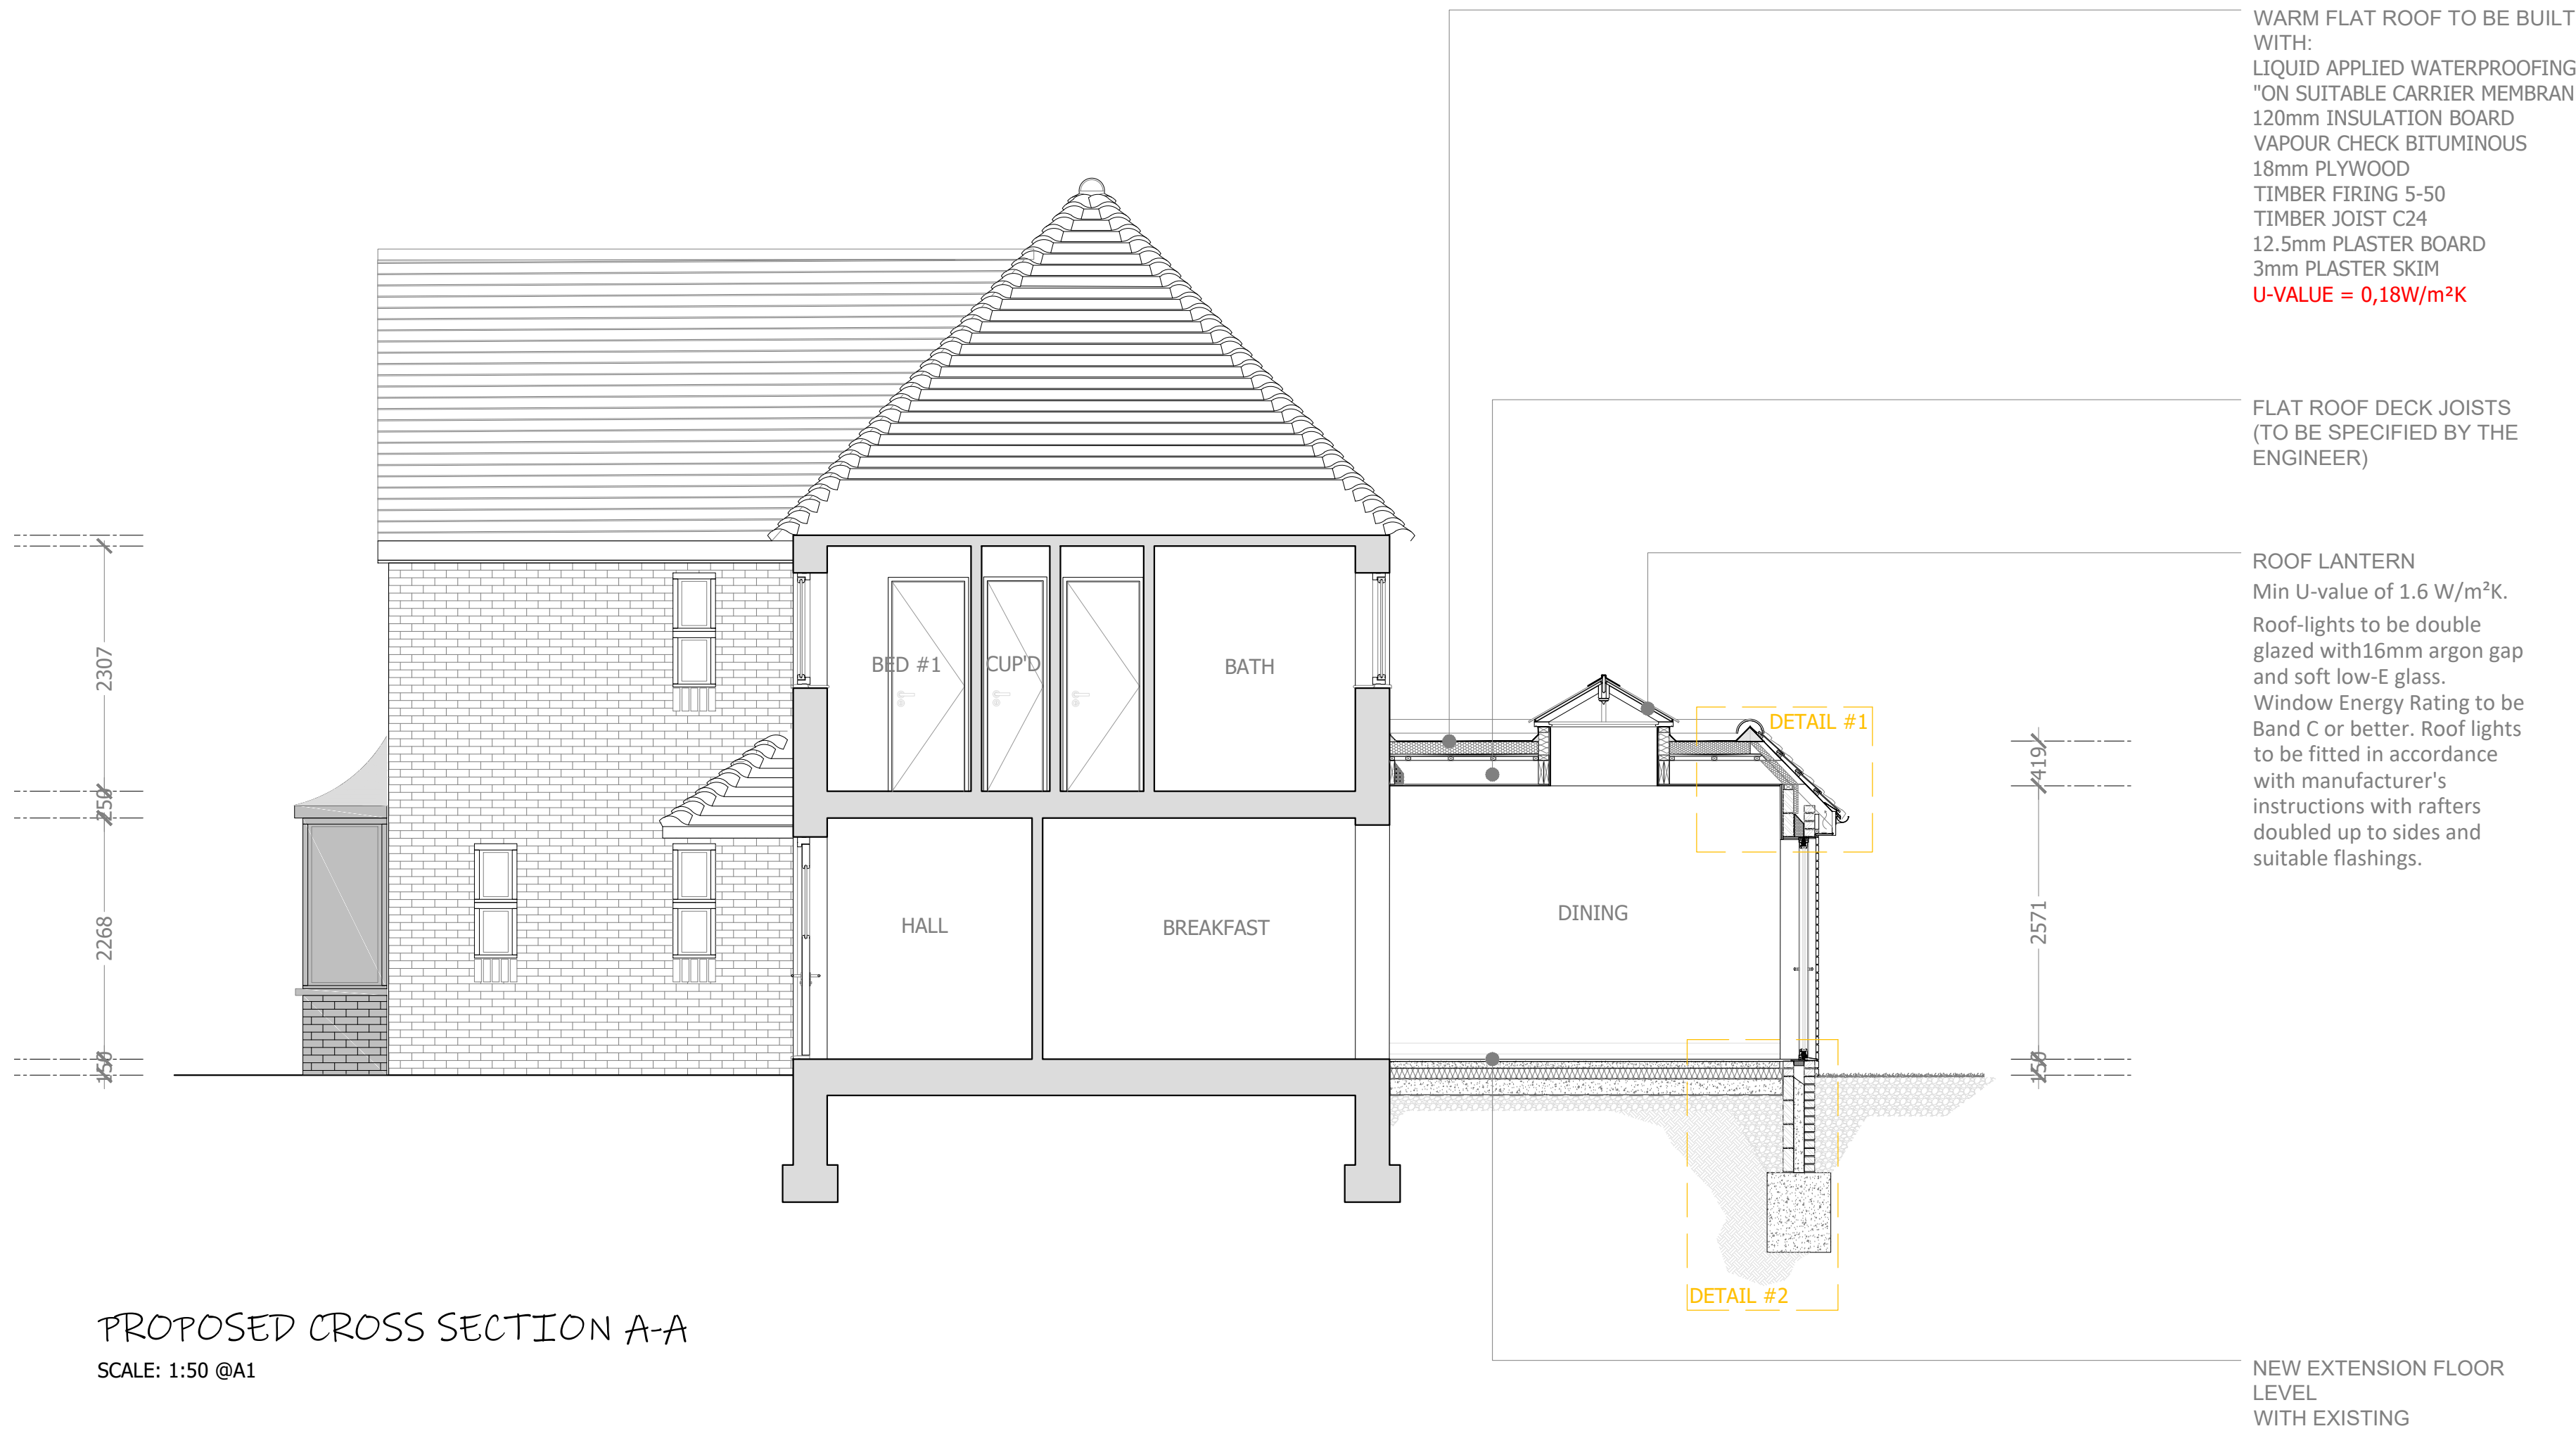 WARM FLAT ROOF TO BE BUILT
WITH:
LIQUID APPLIED WATERPROOFING
"ON SUITABLE CARRIER MEMBRAN
120mm INSULATION BOARD
VAPOUR CHECK BITUMINOUS
18mm PLYWOOD
TIMBER FIRING 5-50
TIMBER JOIST C24
12.5mm PLASTER BOARD
3mm PLASTER SKIM
U-VALUE = 0,18W/m²K
FLAT ROOF DECK JOISTS
(TO BE SPECIFIED BY THE
ENGINEER)
ROOF LANTERN
Min U-value of 1.6 W/m²K.
Roof-lights to be double
glazed with16mm argon gap
and soft low-E glass.
Window Energy Rating to be
Band C or better. Roof lights
to be fitted in accordance
with manufacturer's
instructions with rafters
doubled up to sides and
suitable flashings.
2307
250
2268
150
BED #1
CUP'D
BATH
HALL
BREAKFAST
DINING
DETAIL #1
DETAIL #2
419
2571
150
PROPOSED CROSS SECTION A-A
SCALE: 1:50 @A1
NEW EXTENSION FLOOR
LEVEL
WITH EXISTING